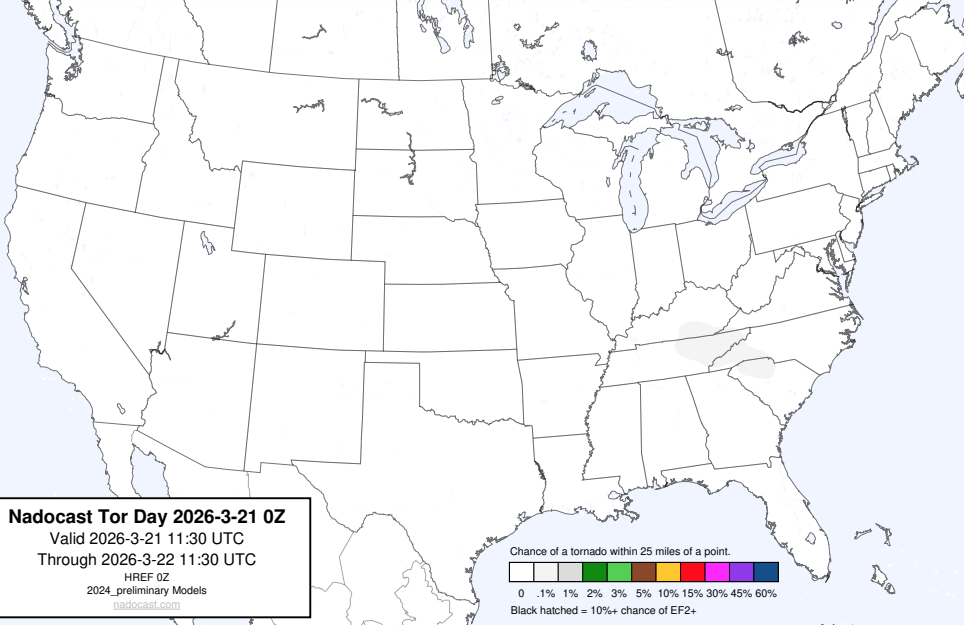 Nadocast Tor Day 2026-3-21 0Z
Valid 2026-3-21 11:30 UTC
Through 2026-3-22 11:30 UTC
HREF 0Z
2024_preliminary Models
nadocast.com
Chance of a tornado within 25 miles of a point.
0 .1% 1% 2% 3% 5% 10% 15% 30% 45% 60%
Black hatched = 10%+ chance of EF2+